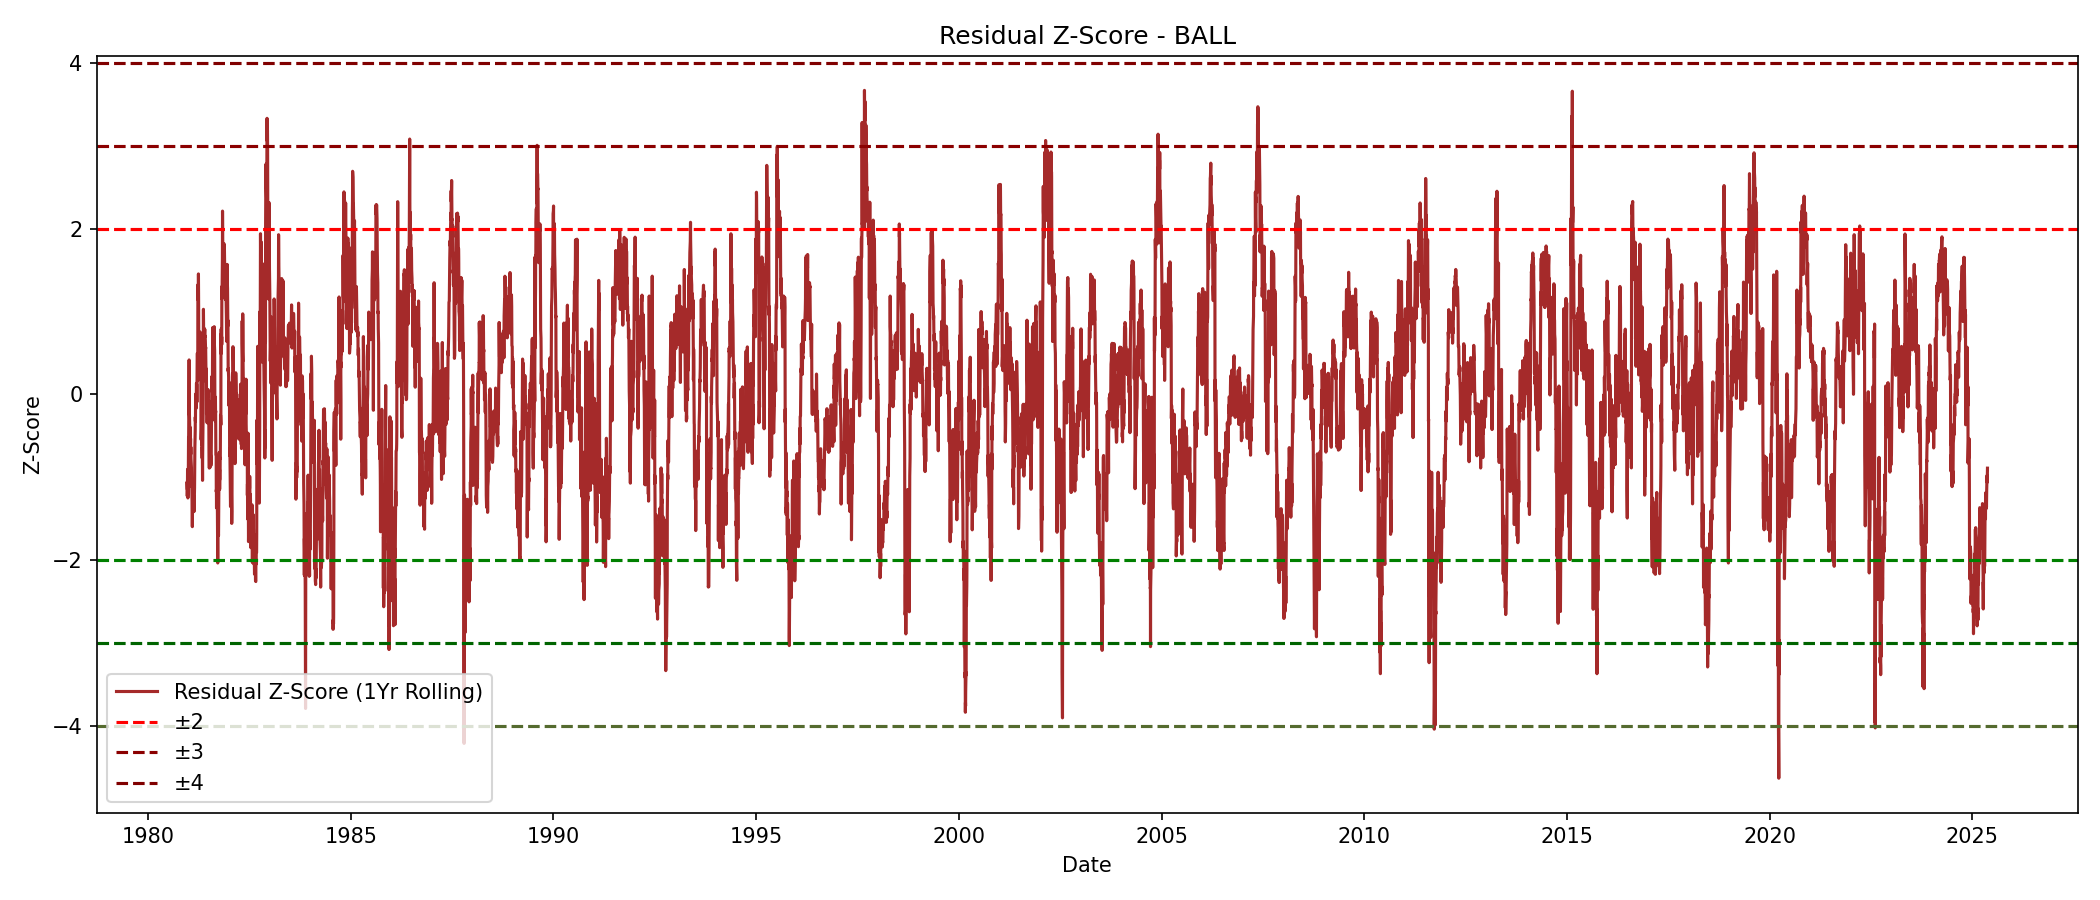 Residual Z-Score - BALL
4
2
0
−2
−4
Z-Score
Residual Z-Score (1Yr Rolling)
±2
±3
±4
1980 1985 1990 1995 2000 2005 2010 2015 2020 2025
Date